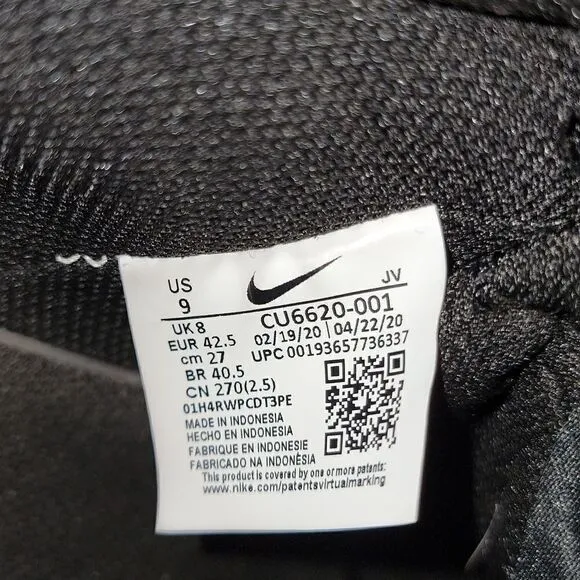 US
9
UK 8
EUR 42.5
cm 27
BR 40.5
CN 270(2.5)
01H4RWPCDT3PE
JV
CU6620-001
02/19/20 | 04/22/20
UPC 00193657736337
MADE IN INDONESIA
HECHO EN INDONESIA
FABRIQUE EN INDONESIE
FABRICADO NA INDONÉSIA
This product is covered by one or more patents:
www.nike.com/patentsvirtualmarking